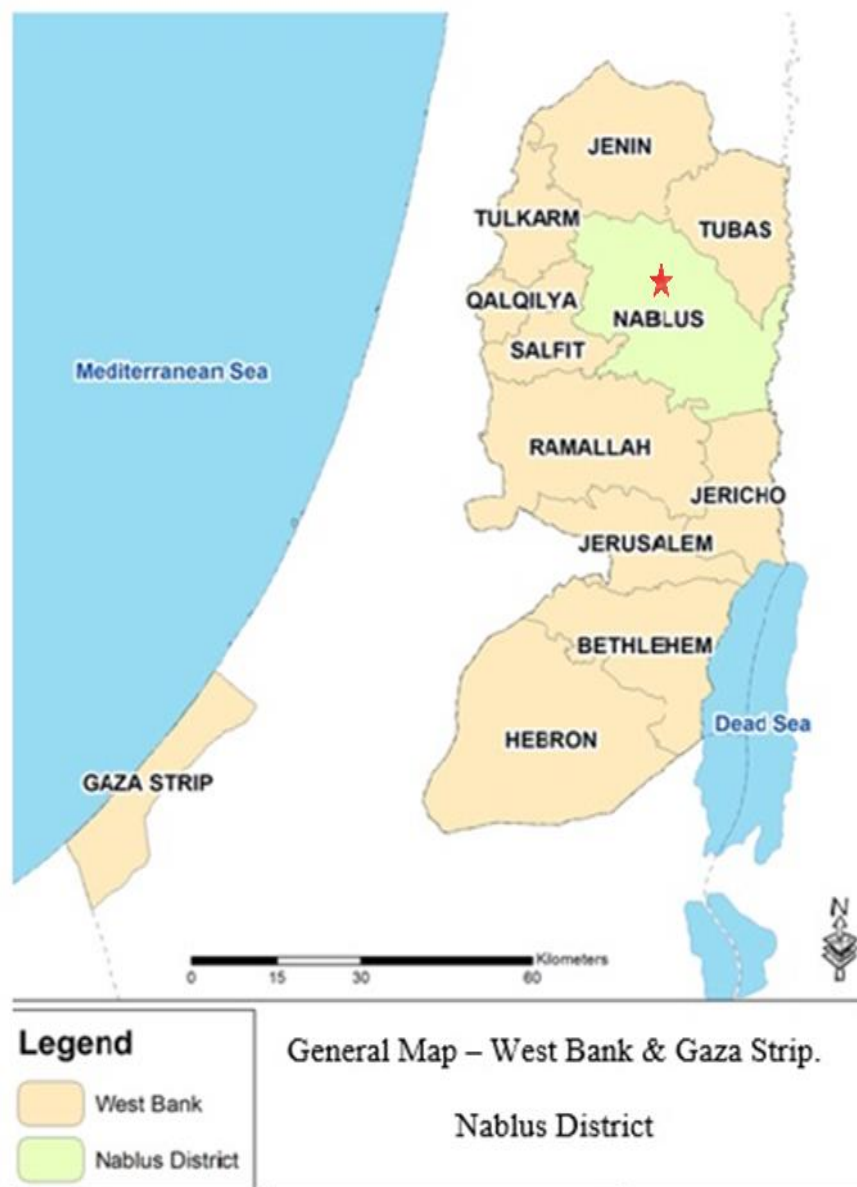 JENIN
TULKARM
TUBAS
QALQILYA
NABLUS
SALFIT
Mediterranean Sea
RAMALLAH
JERICHO
JERUSALEM
BETHLEHEM
Dead Sea
HEBRON
GAZA STRIP
N
Kilometers
0 15 30 60
Legend
West Bank
Nablus District
General Map – West Bank & Gaza Strip.
Nablus District